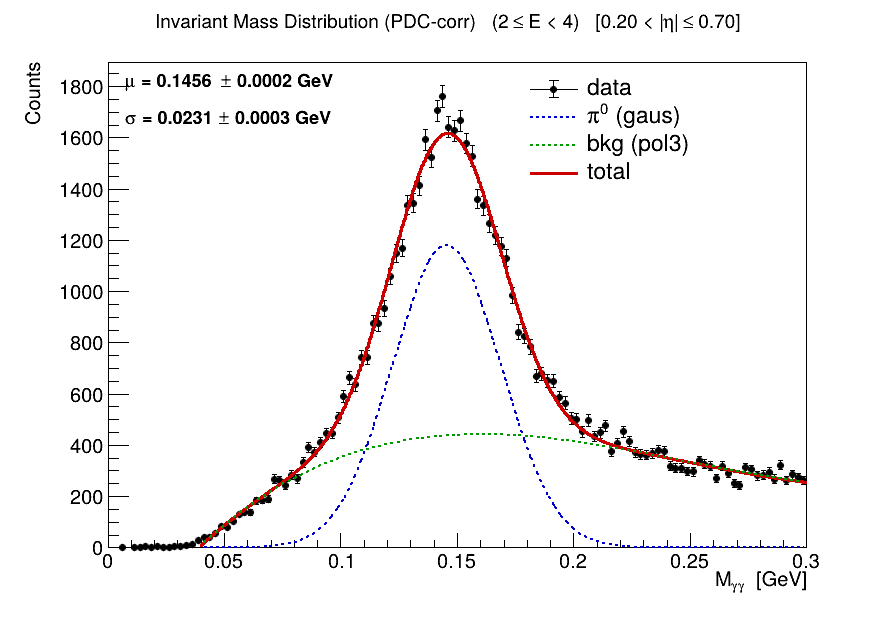 Invariant Mass Distribution (PDC-corr) (2 ≤ E < 4) [0.20 < |η| ≤ 0.70]
Counts
μ = 0.1456 ± 0.0002 GeV
σ = 0.0231 ± 0.0003 GeV
data
π⁰ (gaus)
bkg (pol3)
total
1800
1600
1400
1200
1000
800
600
400
200
0
0 0.05 0.1 0.15 0.2 0.25 0.3
Mγγ [GeV]